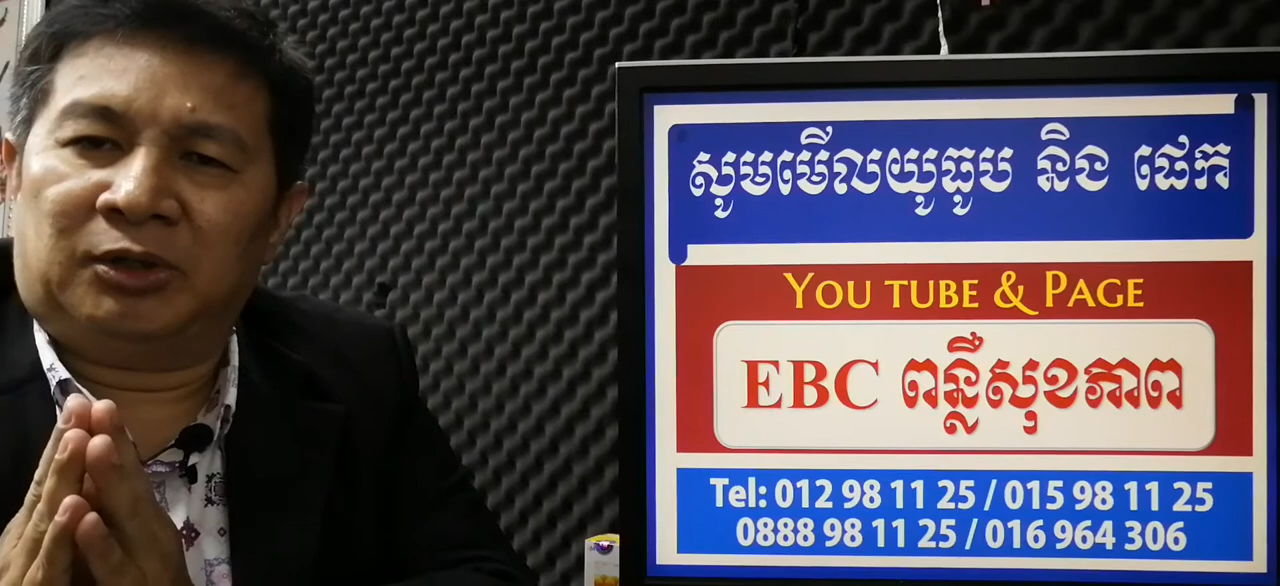 សូមមើលយូធូប និង ផេក
YOU TUBE & PAGE
EBC ពន្លឺសុខភាព
Tel: 012 98 11 25 / 015 98 11 25
0888 98 11 25 / 016 964 306